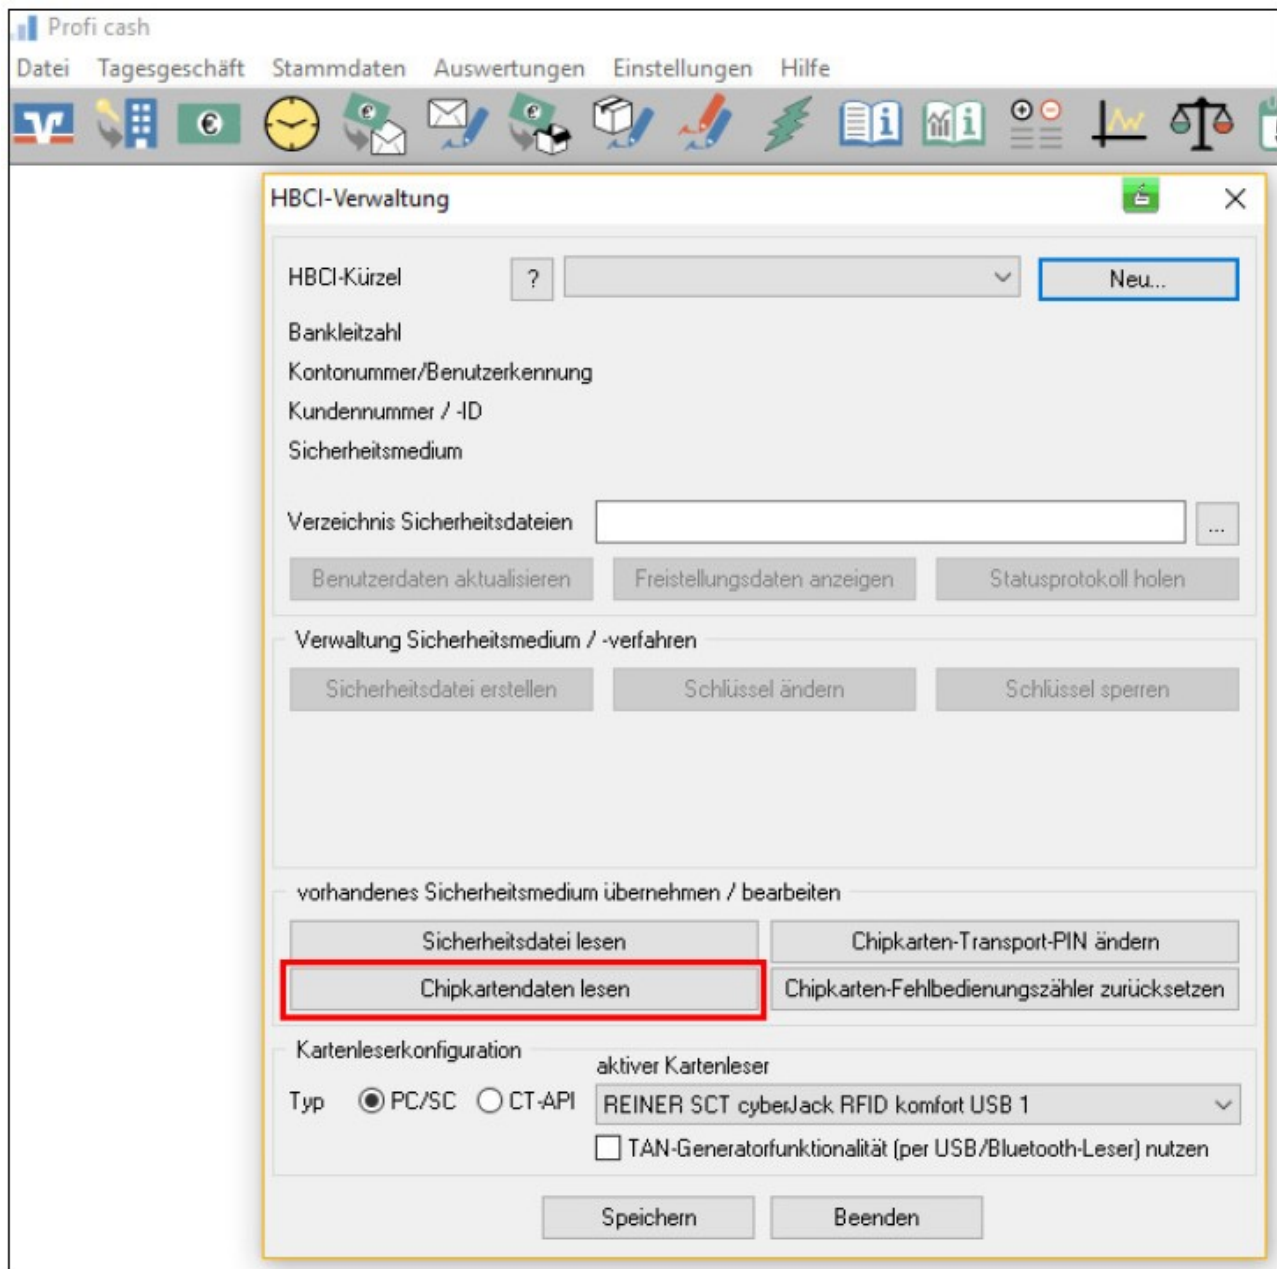 Profi cash
Datei Tagesgeschäft Stammdaten Auswertungen Einstellungen Hilfe
HBCI-Verwaltung
HBCI-Kürzel ? Neu...
Bankleitzahl
Kontonummer/Benutzerkennung
Kundennummer / -ID
Sicherheitsmedium
Verzeichnis Sicherheitsdateien ...
Benutzerdaten aktualisieren Freistellungsdaten anzeigen Statusprotokoll holen
Verwaltung Sicherheitsmedium / -verfahren
Sicherheitsdatei erstellen Schlüssel ändern Schlüssel sperren
vorhandenes Sicherheitsmedium übernehmen / bearbeiten
Sicherheitsdatei lesen Chipkarten-Transport-PIN ändern
Chipkartendaten lesen Chipkarten-Fehlbedienungszähler zurücksetzen
Kartenleserkonfiguration
aktiver Kartenleser
Typ PC/SC CT-API REINER SCT cyberJack RFID komfort USB 1
TAN-Generatorfunktionalität (per USB/Bluetooth-Leser) nutzen
Speichern Beenden